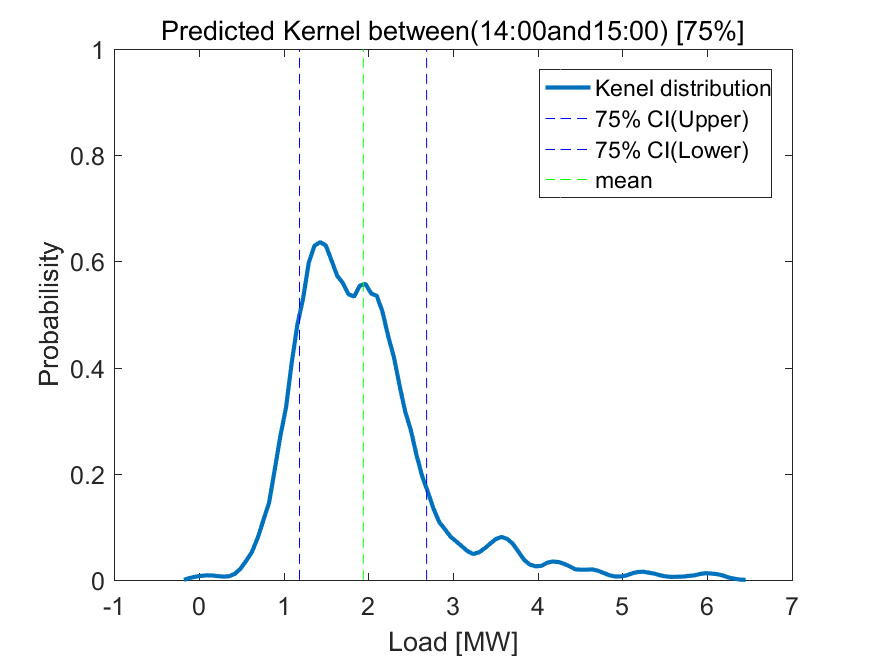 Predicted Kernel between(14:00and15:00) [75%]
1
0.8
0.6
0.4
0.2
0
Probabilisity
Kenel distribution
75% CI(Upper)
75% CI(Lower)
mean
-1 0 1 2 3 4 5 6 7
Load [MW]